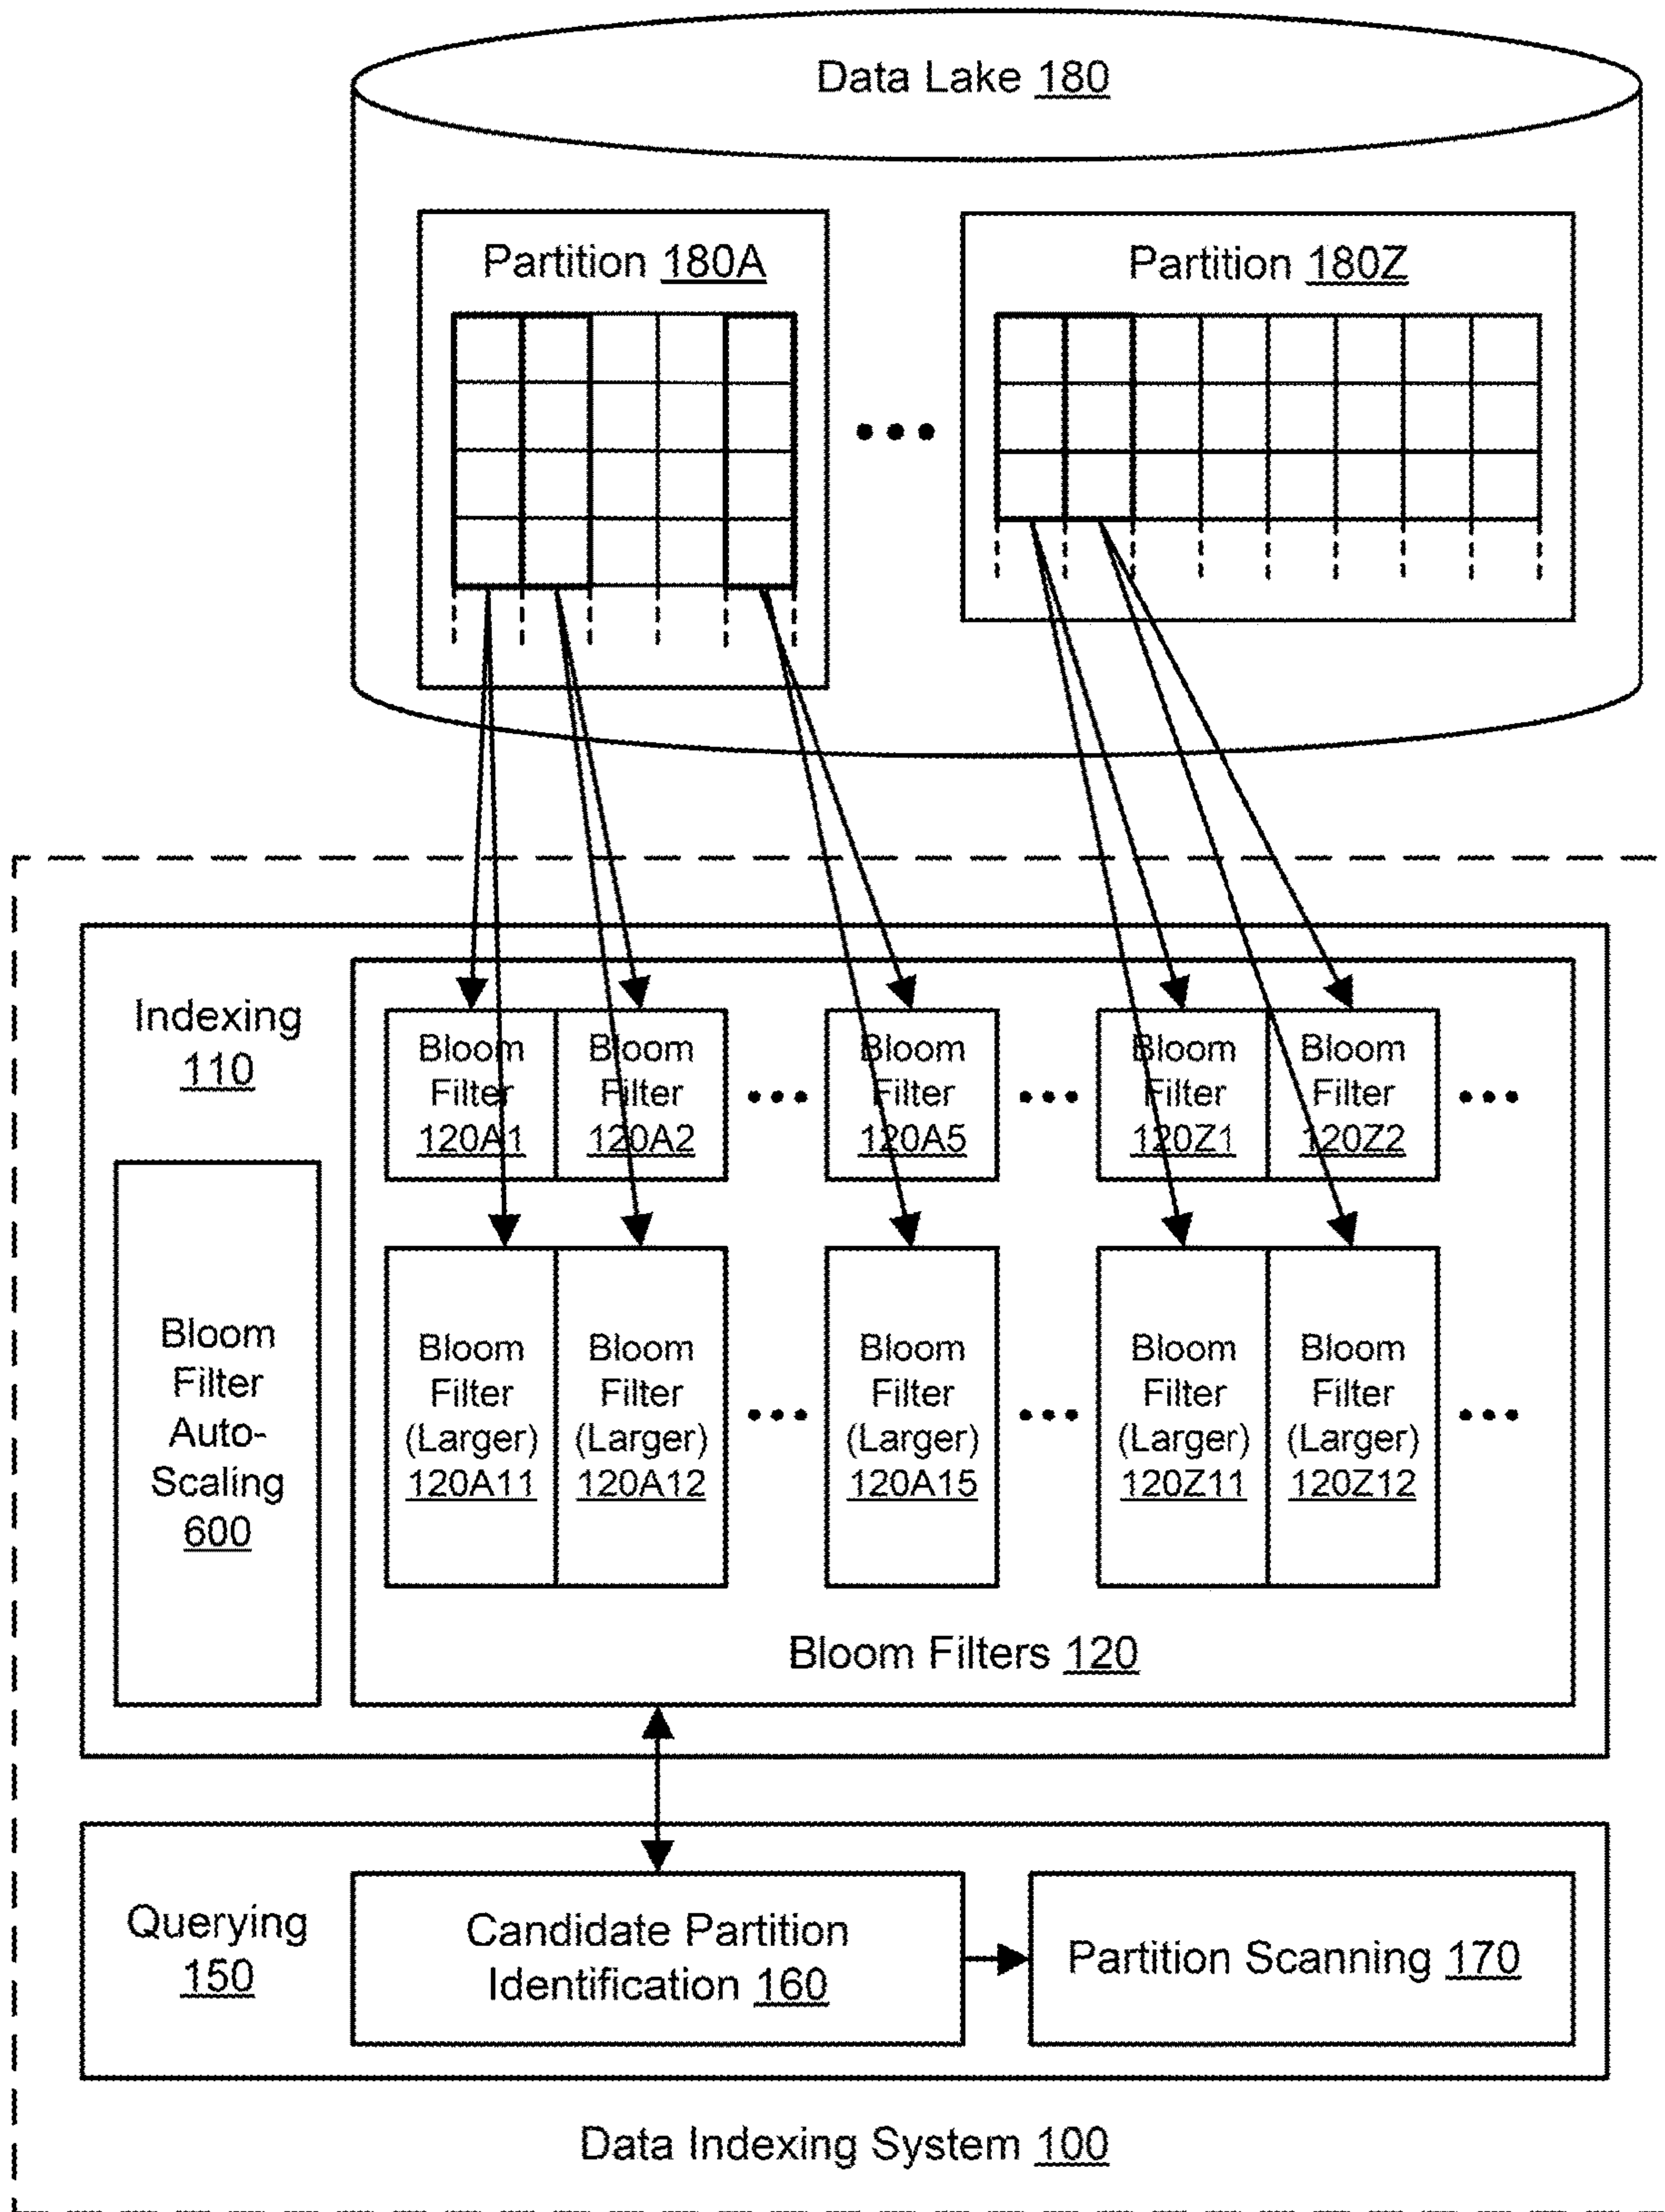 Data Lake 180
Partition 180A
Partition 180Z
Indexing
110
Bloom
Filter
120A1
Bloom
Filter
120A2
Bloom
Filter
120A5
Bloom
Filter
120Z1
Bloom
Filter
120Z2
Bloom
Filter
Auto-
Scaling
600
Bloom
Filter
(Larger)
120A11
Bloom
Filter
(Larger)
120A12
Bloom
Filter
(Larger)
120A15
Bloom
Filter
(Larger)
120Z11
Bloom
Filter
(Larger)
120Z12
Bloom Filters 120
Querying
150
Candidate Partition
Identification 160
Partition Scanning 170
Data Indexing System 100